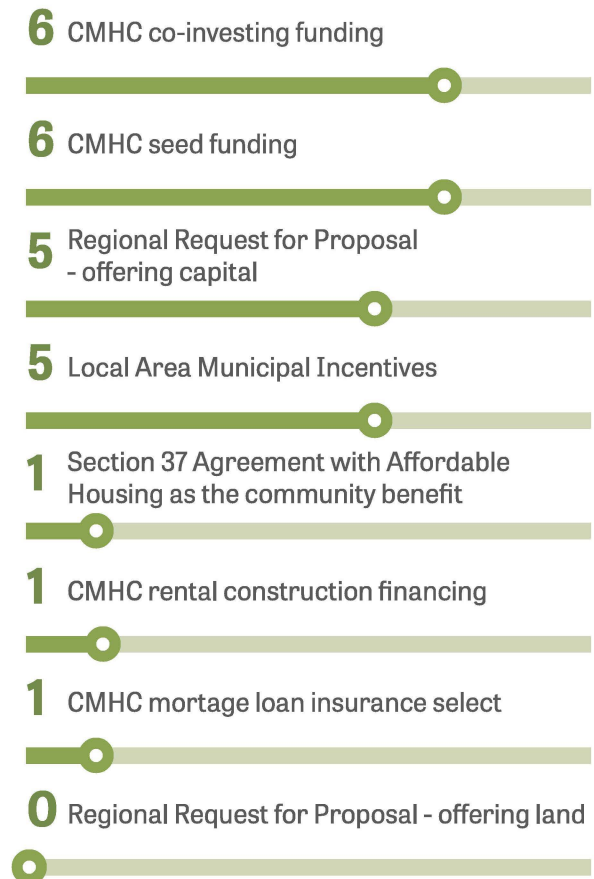 6 CMHC co-investing funding
6 CMHC seed funding
5 Regional Request for Proposal
- offering capital
5 Local Area Municipal Incentives
1 Section 37 Agreement with Affordable
Housing as the community benefit
1 CMHC rental construction financing
1 CMHC mortage loan insurance select
0 Regional Request for Proposal - offering land